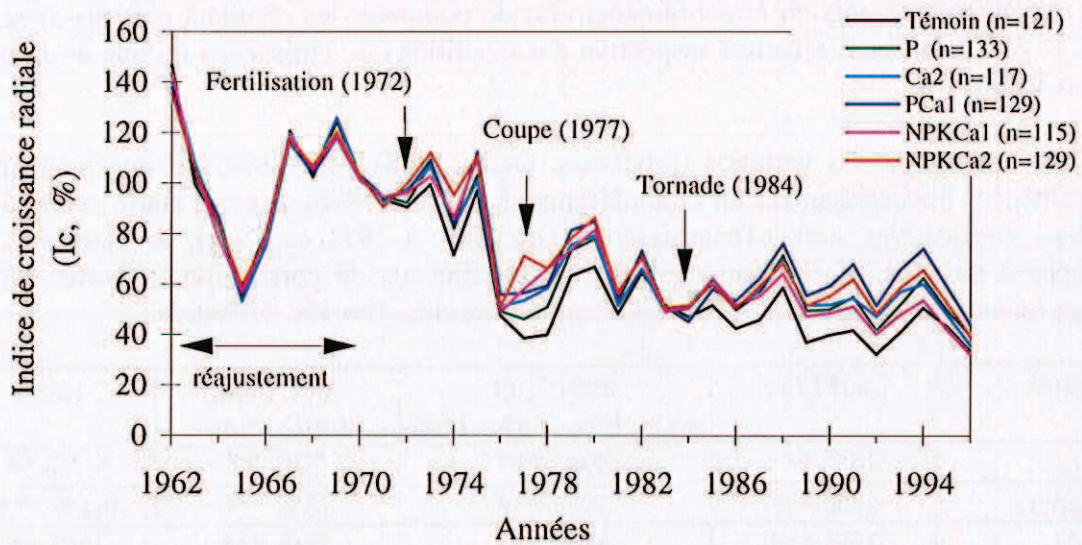 Témoin (n=121)
P (n=133)
Ca2 (n=117)
PCa1 (n=129)
NPKCa1 (n=115)
NPKCa2 (n=129)
Indice de croissance radiale
(Ic, %)
160
140
120
100
80
60
40
20
0
Fertilisation (1972)
Coupe (1977)
Tornade (1984)
réajustement
1962
1966
1970
1974
1978
1982
1986
1990
1994
Années